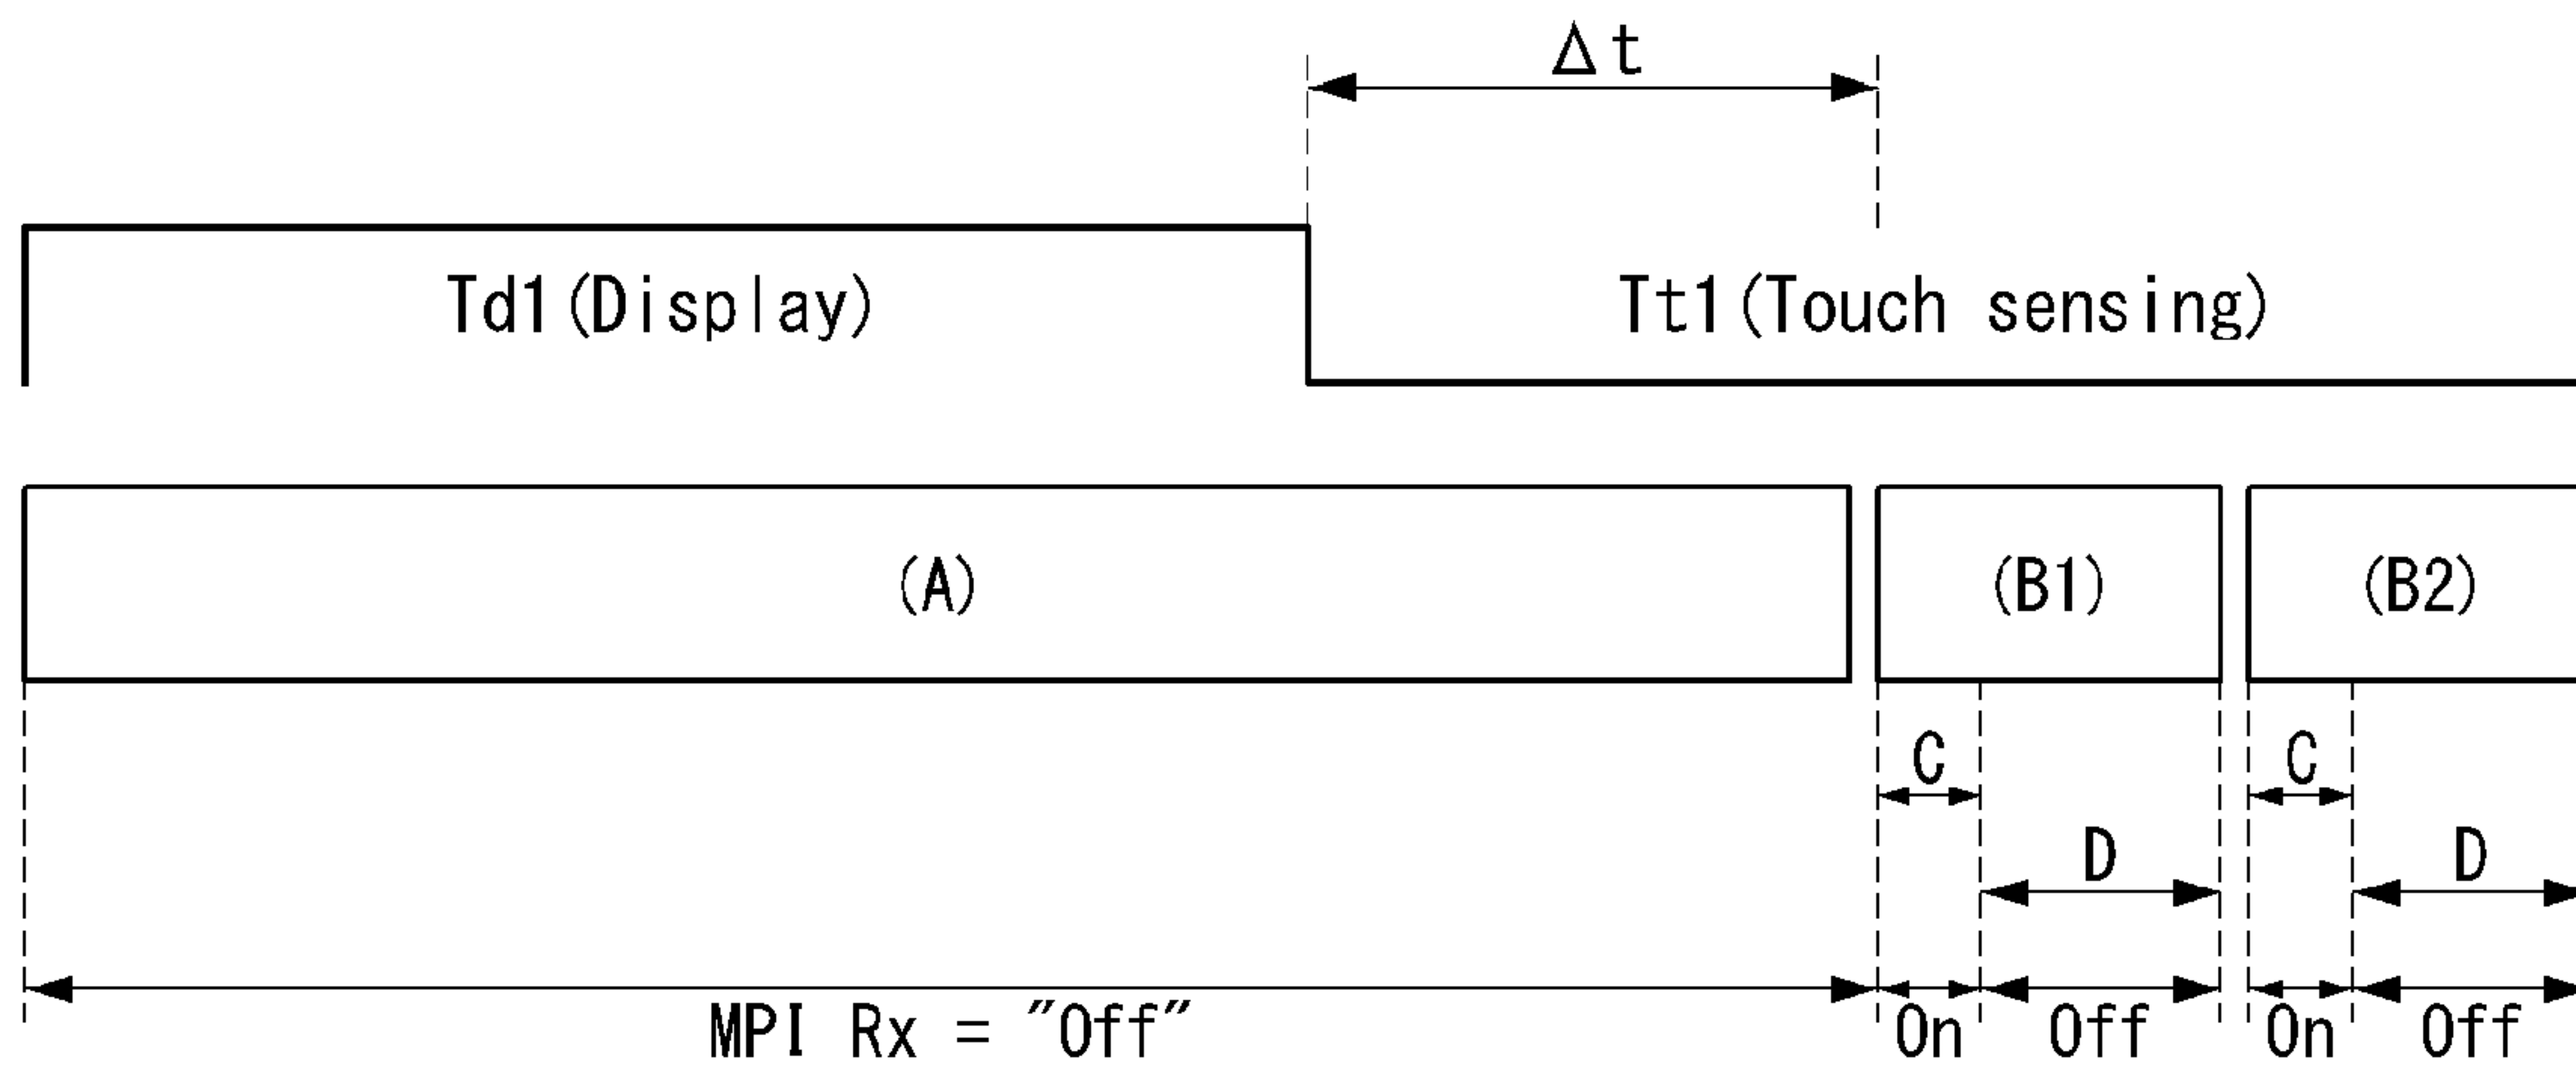 Δt
Td1(Display) Tt1(Touch sensing)
(A) (B1) (B2)
C C
D D
MPI Rx = "Off" On Off On Off